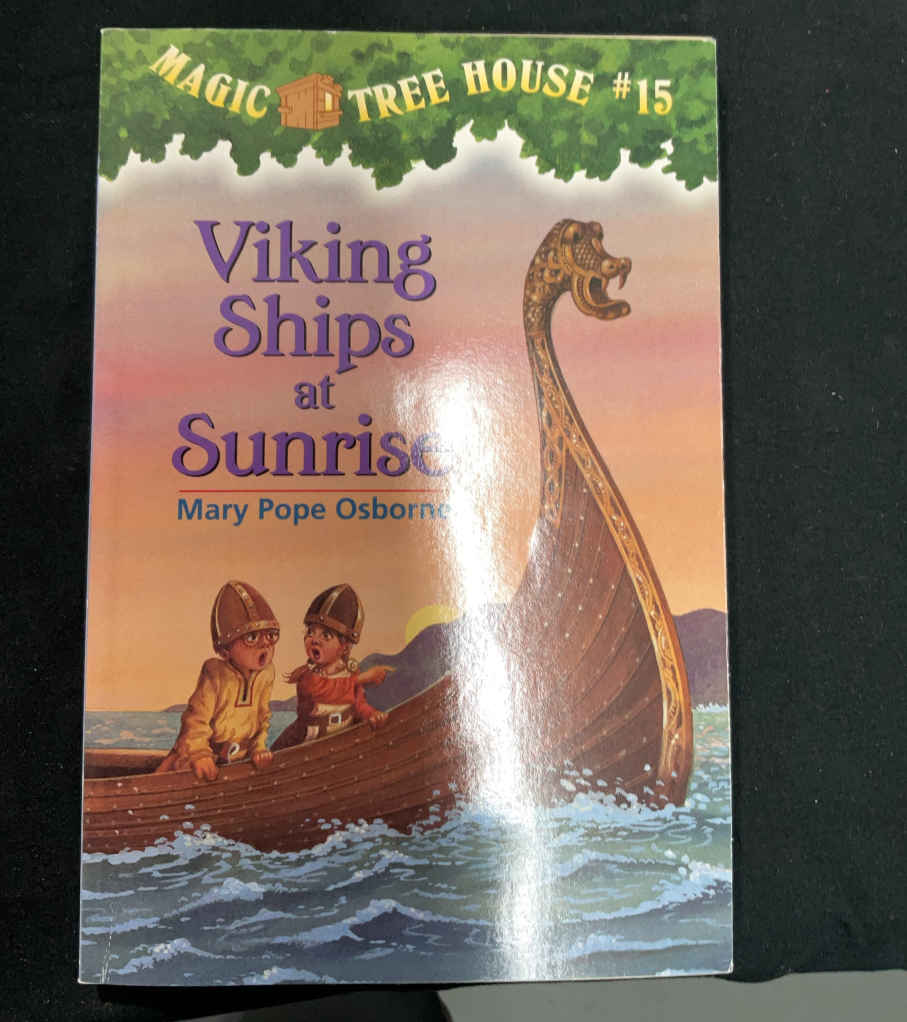 MAGIC TREE HOUSE #15
Viking
Ships
at
Sunrise
Mary Pope Osborne